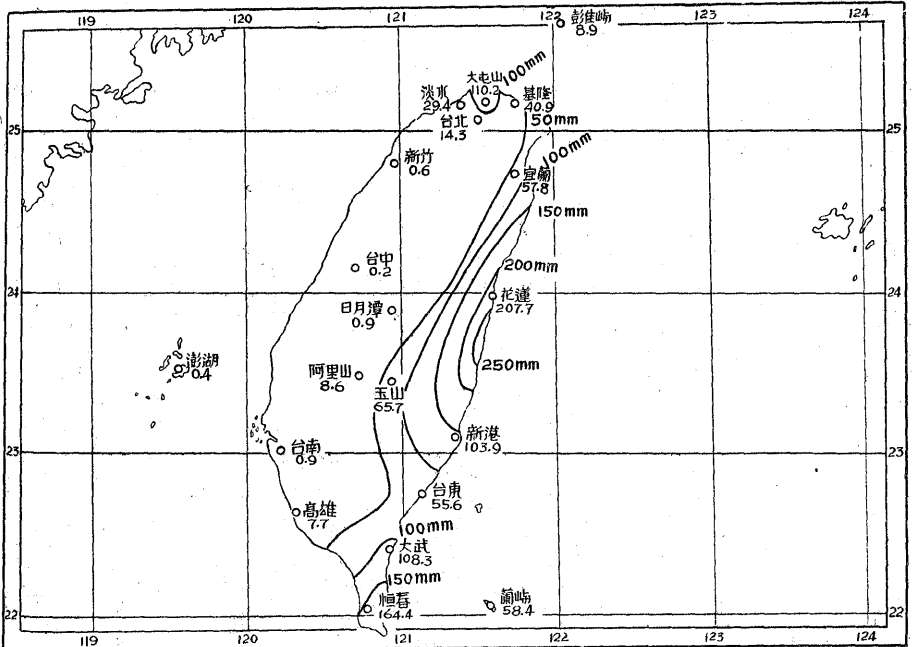 119 120 121 122 123 124
彭佳嶼
8.9
100mm
大屯山
110.2
淡水
29.4
基隆
40.9
台北
14.3
50mm
25 25
新竹
0.6
100mm
宜蘭
57.8
150mm
台中
0.2
200mm
24 24
花蓮
207.7
日月潭
0.9
澎湖
0.4
阿里山
8.6
250mm
玉山
65.7
新港
103.9
台南
0.9
23 23
台東
55.6
高雄
7.7
100mm
大武
108.3
150mm
恒春
164.4
蘭嶼
58.4
22 22
119 120 121 122 123 124